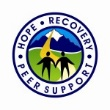 HOPE • RECOVERY
• PEER SUPPORT •